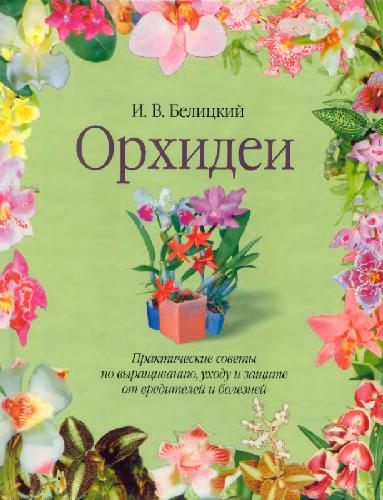 И. В. Белицкий
Орхидеи
Практические советы
по выращиванию, уходу и защите
от вредителей и болезней